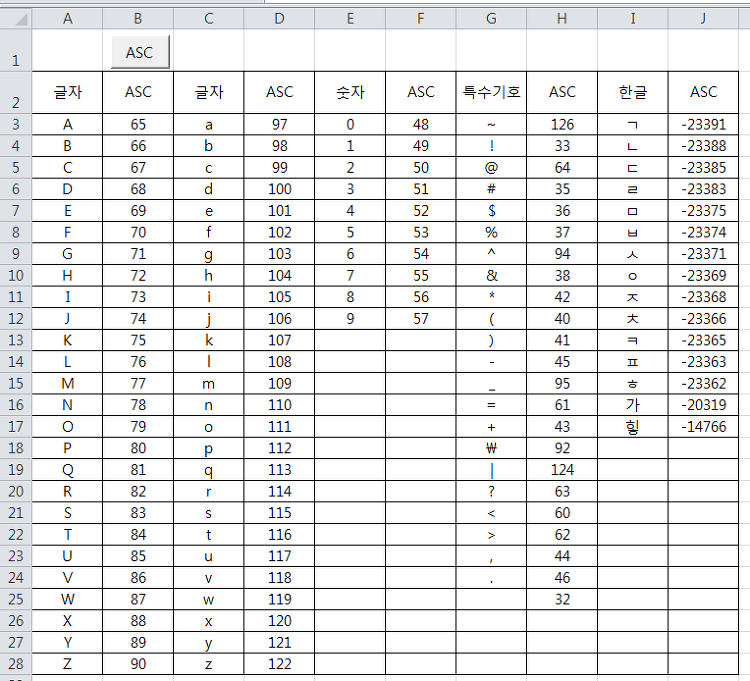 A B C D E F G H I J
1 ASC
2 글자 ASC 글자 ASC 숫자 ASC 특수기호 ASC 한글 ASC
3 A 65 a 97 0 48 ~ 126 ㄱ -23391
4 B 66 b 98 1 49 ! 33 ㄴ -23388
5 C 67 c 99 2 50 @ 64 ㄷ -23385
6 D 68 d 100 3 51 # 35 ㄹ -23383
7 E 69 e 101 4 52 $ 36 ㅁ -23375
8 F 70 f 102 5 53 % 37 ㅂ -23374
9 G 71 g 103 6 54 ^ 94 ㅅ -23371
10 H 72 h 104 7 55 & 38 ㅇ -23369
11 I 73 i 105 8 56 * 42 ㅈ -23368
12 J 74 j 106 9 57 ( 40 ㅊ -23366
13 K 75 k 107 ) 41 ㅋ -23365
14 L 76 l 108 - 45 ㅍ -23363
15 M 77 m 109 _ 95 ㅎ -23362
16 N 78 n 110 = 61 가 -20319
17 O 79 o 111 + 43 힣 -14766
18 P 80 p 112 ₩ 92
19 Q 81 q 113 | 124
20 R 82 r 114 ? 63
21 S 83 s 115 < 60
22 T 84 t 116 > 62
23 U 85 u 117 , 44
24 V 86 v 118 . 46
25 W 87 w 119 32
26 X 88 x 120
27 Y 89 y 121
28 Z 90 z 122